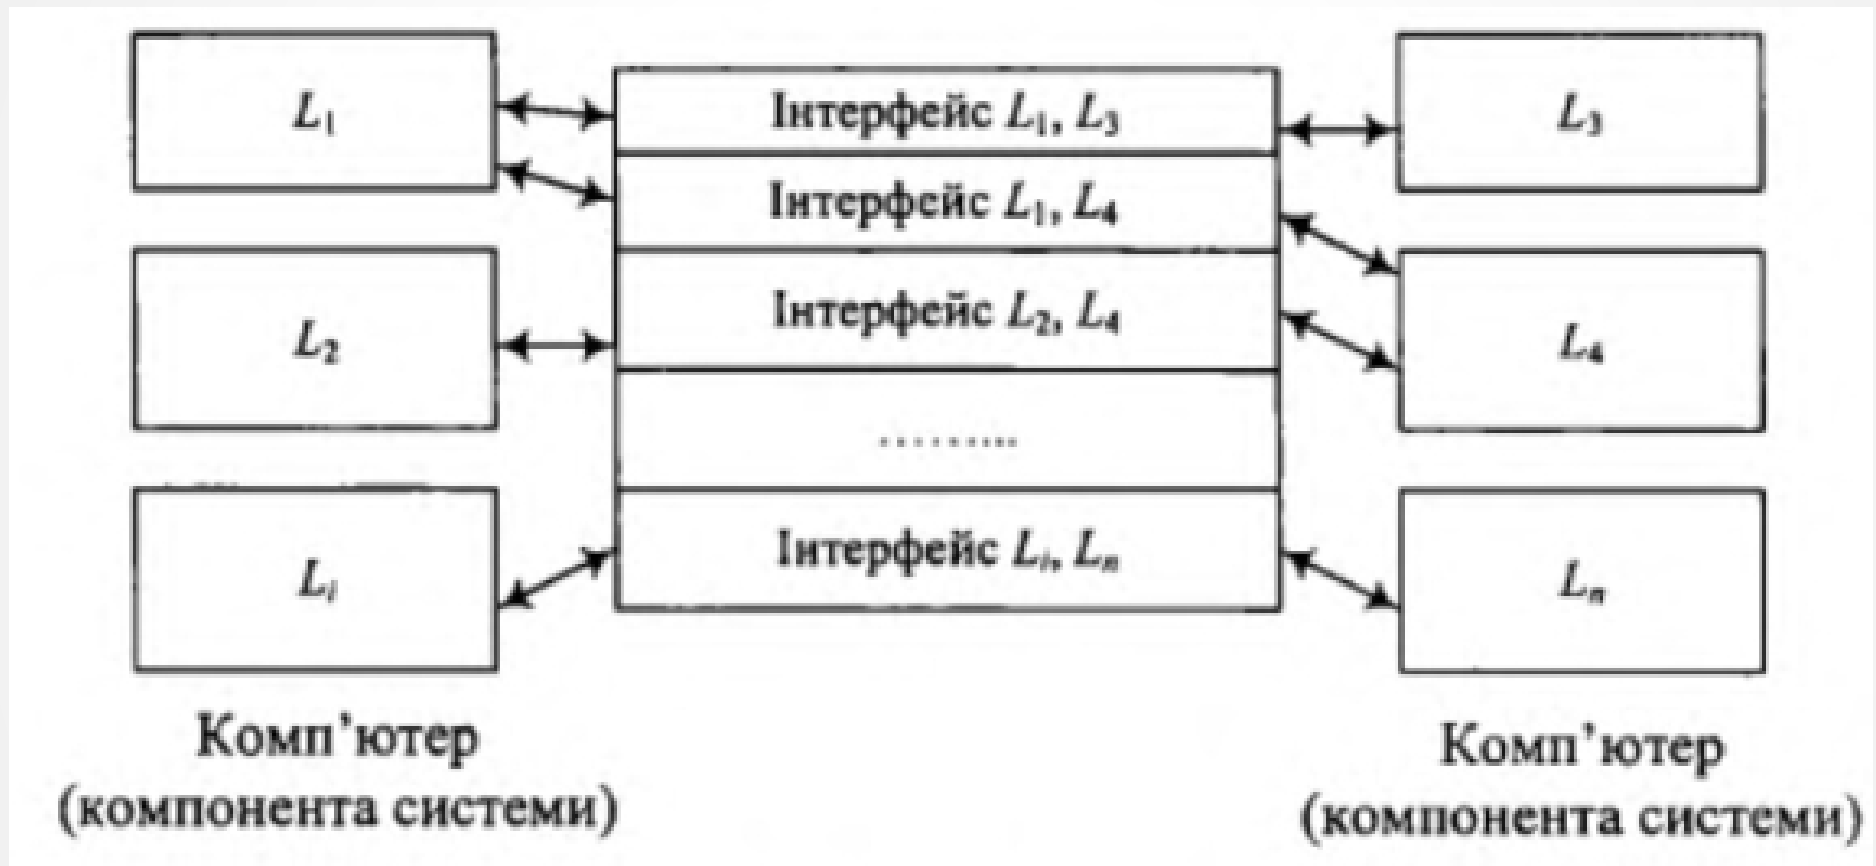 L₁
Інтерфейс L₁, L₃
L₃
Інтерфейс L₁, L₄
L₂
Інтерфейс L₂, L₄
L₄
..........
Lᵢ
Інтерфейс Lᵢ, Lₙ
Lₙ
Комп’ютер
(компонента системи)
Комп’ютер
(компонента системи)